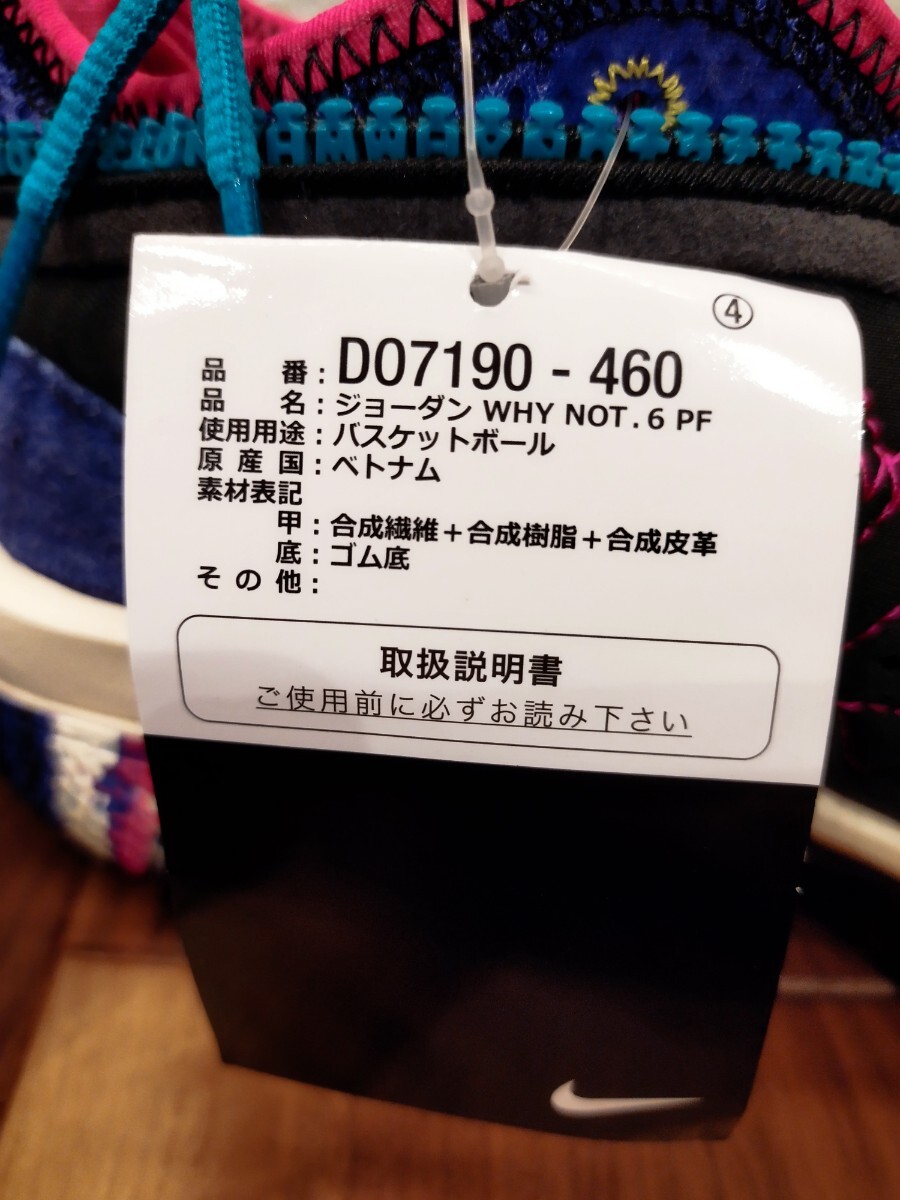 ④
品番：DO7190 - 460
品名：ジョーダン WHY NOT.6 PF
使用用途：バスケットボール
原産国：ベトナム
素材表記
甲：合成繊維＋合成樹脂＋合成皮革
底：ゴム底
その他：
取扱説明書
ご使用前に必ずお読み下さい